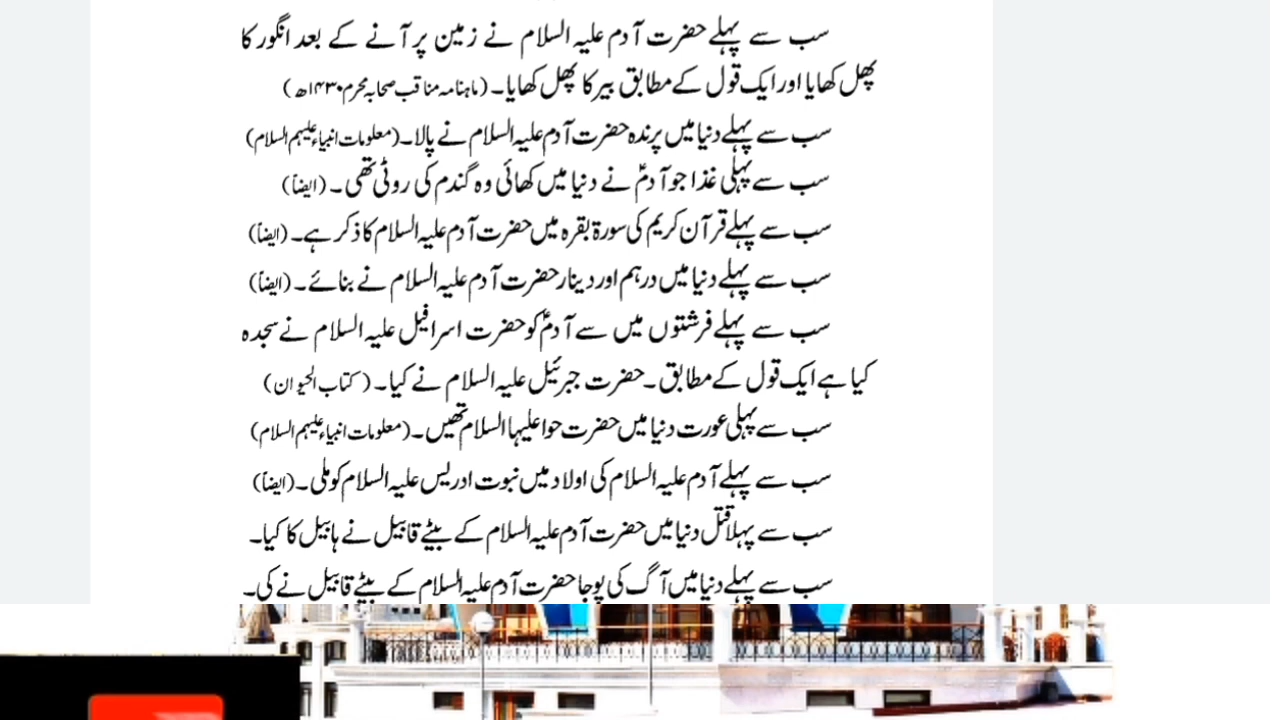 سب سے پہلے حضرت آدم علیہ السلام نے زمین پر آنے کے بعد انگور کا
پھل کھایا اور ایک قول کے مطابق بیر کا پھل کھایا۔ (ماہنامہ مناقب صحابہ محرم ۱۴۳۰ھ)
سب سے پہلے دنیا میں پرندہ حضرت آدم علیہ السلام نے پالا۔ (معلومات انبیاء علیہم السلام)
سب سے پہلی غذا جو آدمؑ نے دنیا میں کھائی وہ گندم کی روٹی تھی۔ (ایضاً)
سب سے پہلے قرآن کریم کی سورۃ بقرہ میں حضرت آدم علیہ السلام کا ذکر ہے۔ (ایضاً)
سب سے پہلے دنیا میں درہم اور دینار حضرت آدم علیہ السلام نے بنائے۔ (ایضاً)
سب سے پہلے فرشتوں میں سے آدمؑ کو حضرت اسرافیل علیہ السلام نے سجدہ
کیا ہے ایک قول کے مطابق۔ حضرت جبرئیل علیہ السلام نے کیا۔ (کتاب الحیوان)
سب سے پہلی عورت دنیا میں حضرت حوا علیہا السلام تھیں۔ (معلومات انبیاء علیہم السلام)
سب سے پہلے آدم علیہ السلام کی اولاد میں نبوت ادریس علیہ السلام کو ملی۔ (ایضاً)
سب سے پہلا قتل دنیا میں حضرت آدم علیہ السلام کے بیٹے قابیل نے ہابیل کا کیا۔
سب سے پہلے دنیا میں آگ کی پوجا حضرت آدم علیہ السلام کے بیٹے قابیل نے کی۔